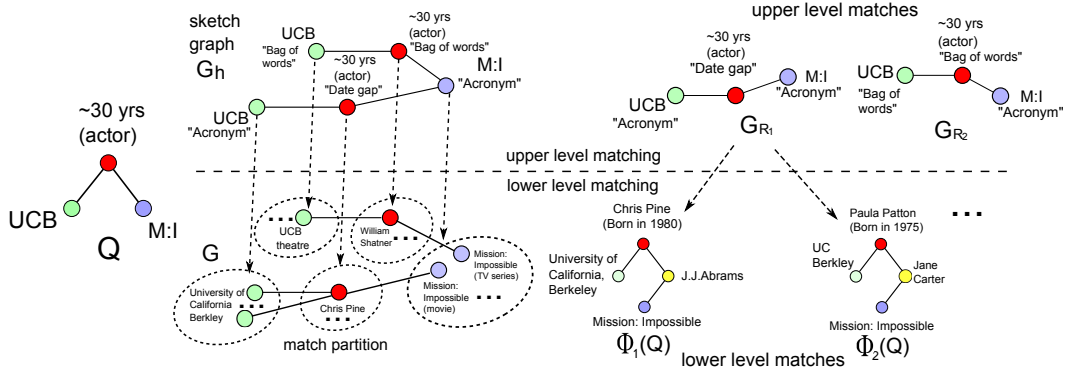 ~30 yrs
(actor)
UCB
M:I
Q
sketch
graph
Gh
UCB
"Bag of
words"
~30 yrs
(actor)
"Bag of words"
~30 yrs
(actor)
"Date gap"
M:I
"Acronym"
UCB
"Acronym"
upper level matching
lower level matching
G
UCB
theatre
William
Shatner
Mission:
Impossible
(TV series)
University of
California
Berkley
Chris Pine
Mission:
Impossible
(movie)
match partition
upper level matches
~30 yrs
(actor)
"Date gap"
M:I
"Acronym"
UCB
"Acronym"
GR1
~30 yrs
(actor)
"Bag of words"
UCB
"Bag of
words"
M:I
"Acronym"
GR2
Chris Pine
(Born in 1980)
University of
California,
Berkeley
J.J.Abrams
Mission: Impossible
Φ1(Q)
Paula Patton
(Born in 1975)
UC
Berkley
Jane
Carter
Mission: Impossible
Φ2(Q)
lower level matches